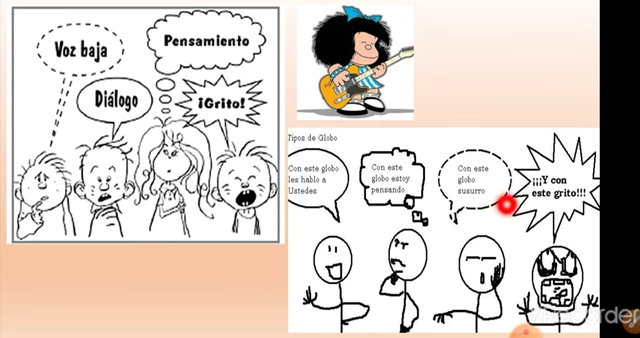 Voz baja
Pensamiento
Diálogo
¡Grito!
Tipos de Globo
Con este globo
les hablo a
Ustedes
Con este
globo estoy
pensando
Con este
globo
susurro
¡¡¡Y con
este grito!!!